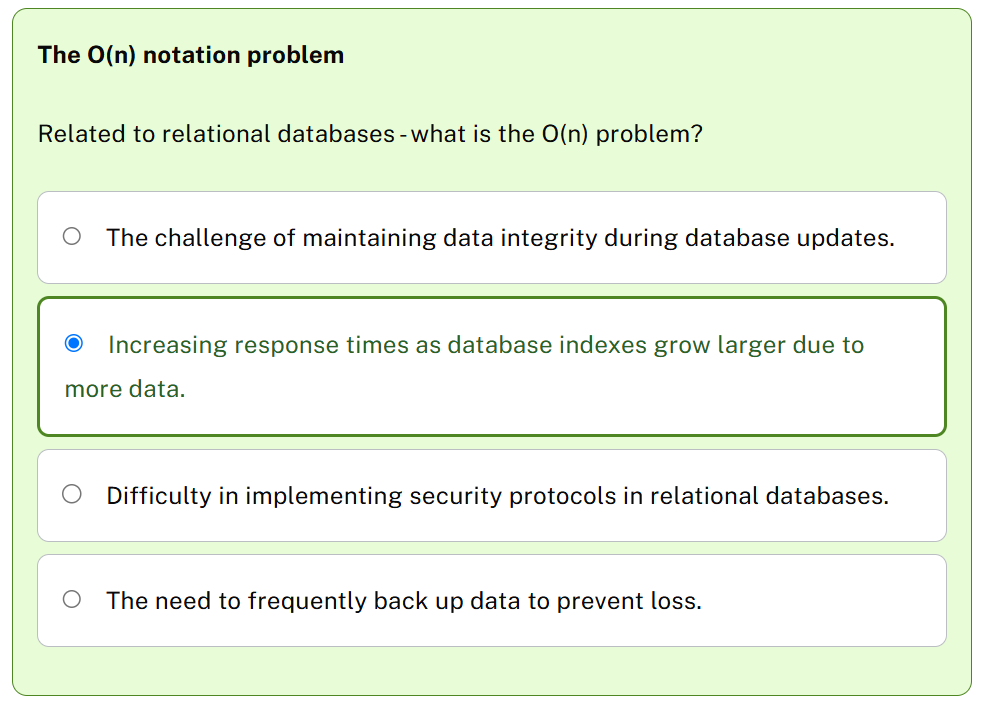 The O(n) notation problem
Related to relational databases - what is the O(n) problem?
The challenge of maintaining data integrity during database updates.
Increasing response times as database indexes grow larger due to
more data.
Difficulty in implementing security protocols in relational databases.
The need to frequently back up data to prevent loss.